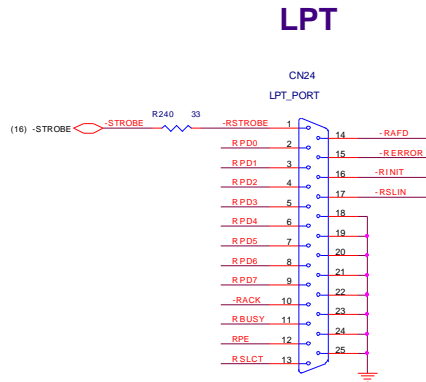 LPT
CN24
LPT_PORT
(16) -STROBE -STROBE R240 33 -RSTROBE 1
14 -RAFD
RPD0 2
15 -RERROR
RPD1 3
16 -RINIT
RPD2 4
17 -RSLIN
RPD3 5
18
RPD4 6
19
RPD5 7
20
RPD6 8
21
RPD7 9
22
-RACK 10
23
RBUSY 11
24
RPE 12
25
RSLCT 13